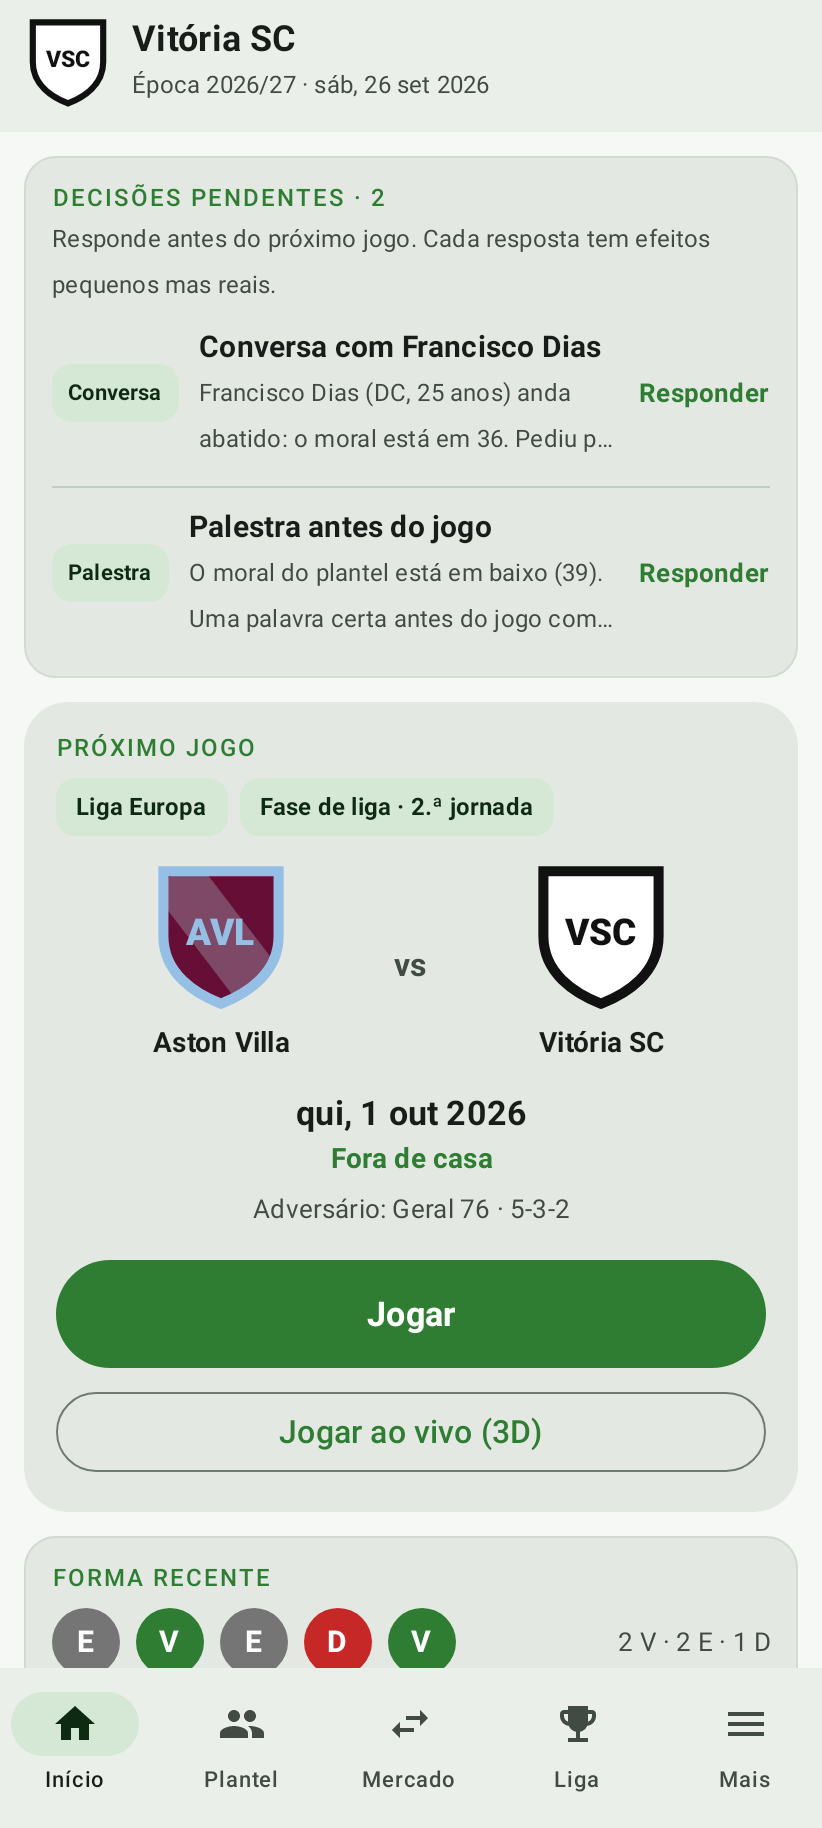 VSC
Vitória SC
Época 2026/27 · sáb, 26 set 2026
DECISÕES PENDENTES · 2
Responde antes do próximo jogo. Cada resposta tem efeitos
pequenos mas reais.
Conversa
Conversa com Francisco Dias
Francisco Dias (DC, 25 anos) anda
abatido: o moral está em 36. Pediu p…
Responder
Palestra
Palestra antes do jogo
O moral do plantel está em baixo (39).
Uma palavra certa antes do jogo com…
Responder
PRÓXIMO JOGO
Liga Europa
Fase de liga · 2.ª jornada
AVL
vs
VSC
Aston Villa
Vitória SC
qui, 1 out 2026
Fora de casa
Adversário: Geral 76 · 5-3-2
Jogar
Jogar ao vivo (3D)
FORMA RECENTE
E V E D V
2 V · 2 E · 1 D
Início
Plantel
Mercado
Liga
Mais